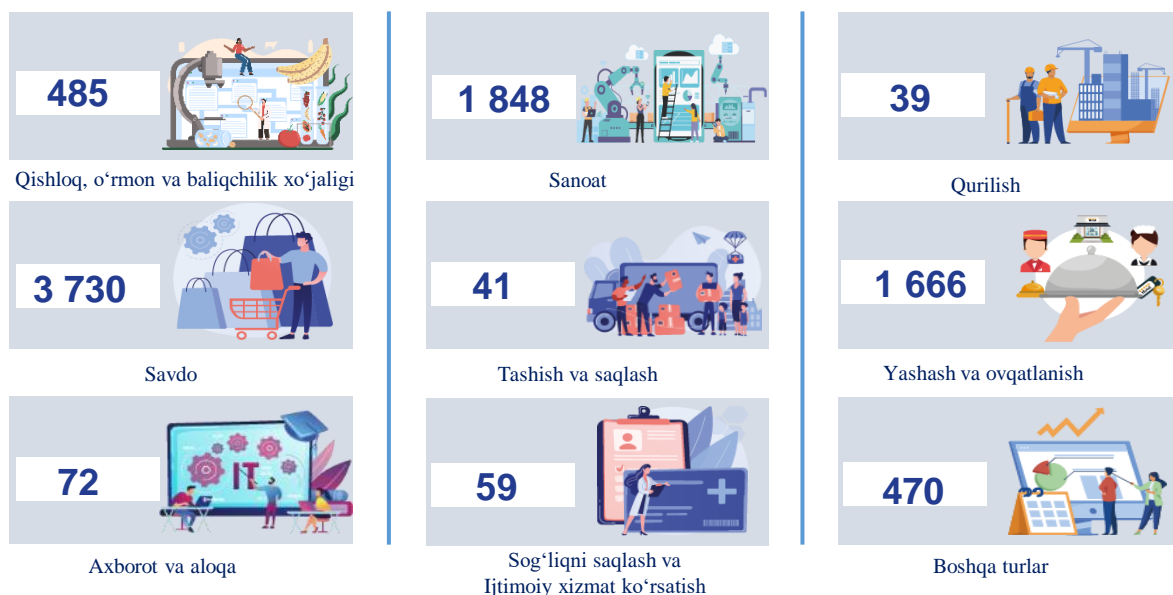 485
1 848
39
Qishloq, o‘rmon va baliqchilik xo‘jaligi
Sanoat
Qurilish
3 730
41
1 666
Savdo
Tashish va saqlash
Yashash va ovqatlanish
IT
72
59
470
Axborot va aloqa
Sog‘liqni saqlash va
Ijtimoiy xizmat ko‘rsatish
Boshqa turlar